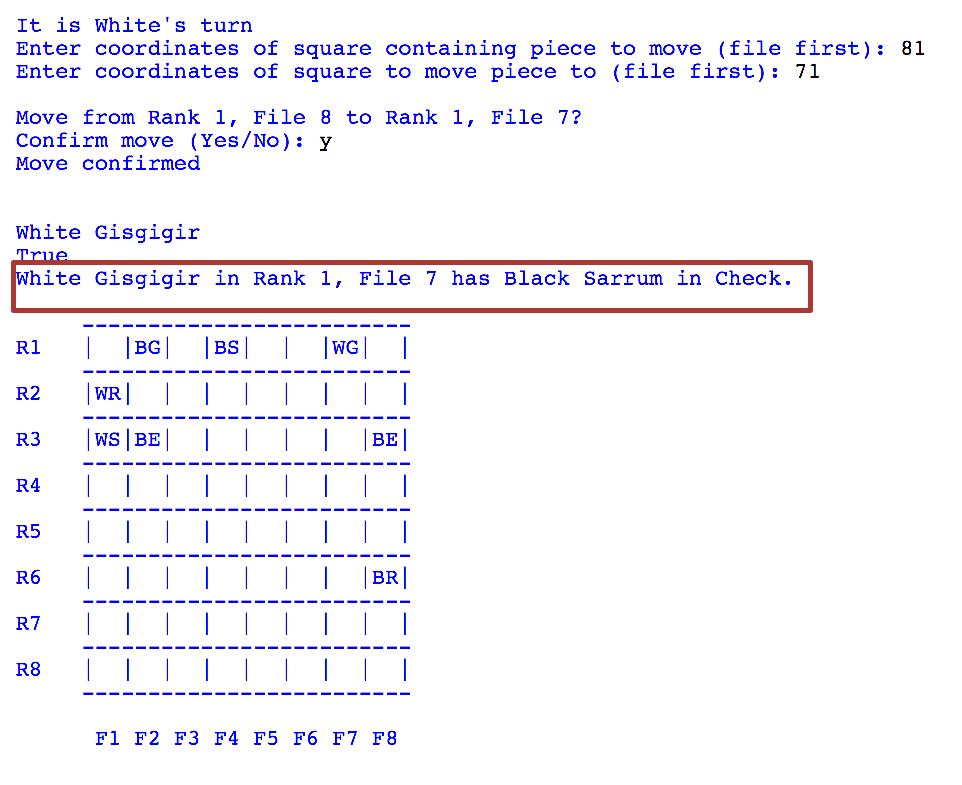 It is White's turn
Enter coordinates of square containing piece to move (file first): 81
Enter coordinates of square to move piece to (file first): 71
Move from Rank 1, File 8 to Rank 1, File 7?
Confirm move (Yes/No): y
Move confirmed
White Gisgigir
True
White Gisgigir in Rank 1, File 7 has Black Sarrum in Check.
-------------------------
R1 |  |BG|  |BS|  |  |WG|  |
-------------------------
R2 |WR|  |  |  |  |  |  |  |
-------------------------
R3 |WS|BE|  |  |  |  |  |BE|
-------------------------
R4 |  |  |  |  |  |  |  |  |
-------------------------
R5 |  |  |  |  |  |  |  |  |
-------------------------
R6 |  |  |  |  |  |  |  |BR|
-------------------------
R7 |  |  |  |  |  |  |  |  |
-------------------------
R8 |  |  |  |  |  |  |  |  |
-------------------------
F1 F2 F3 F4 F5 F6 F7 F8